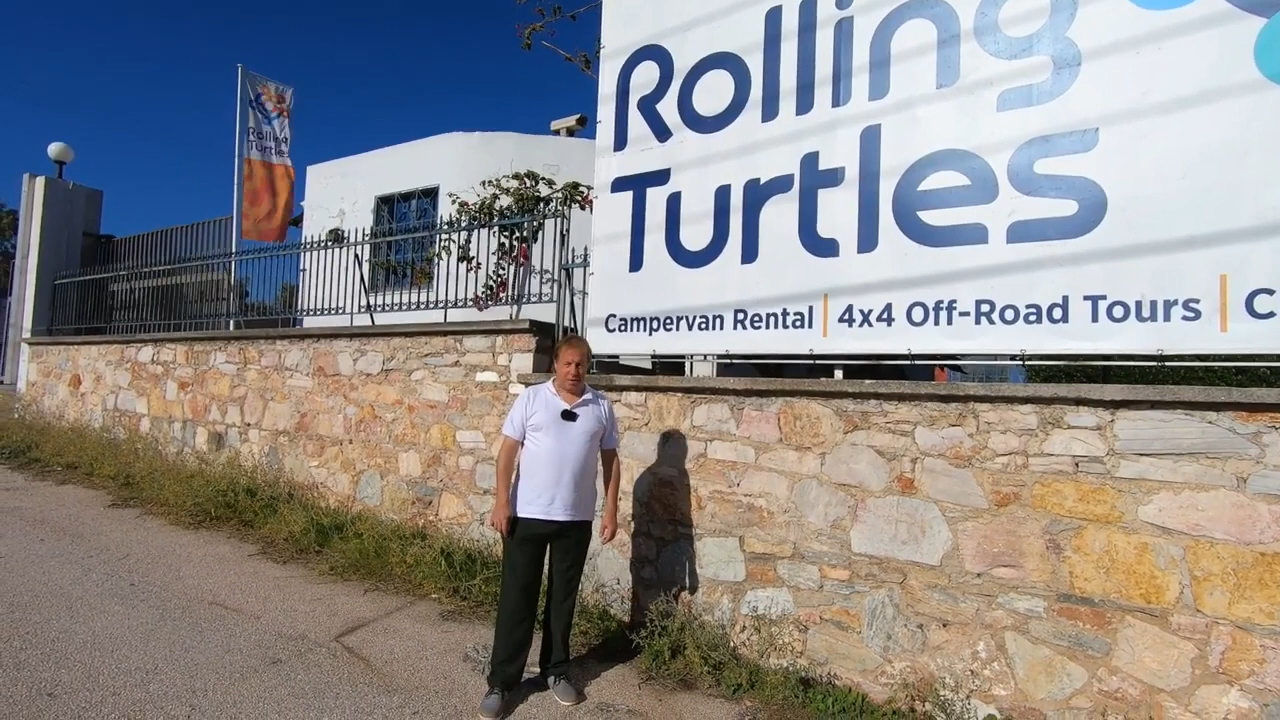 Rolling
Turtles
Rolling
Turtles
Campervan Rental | 4x4 Off-Road Tours | C